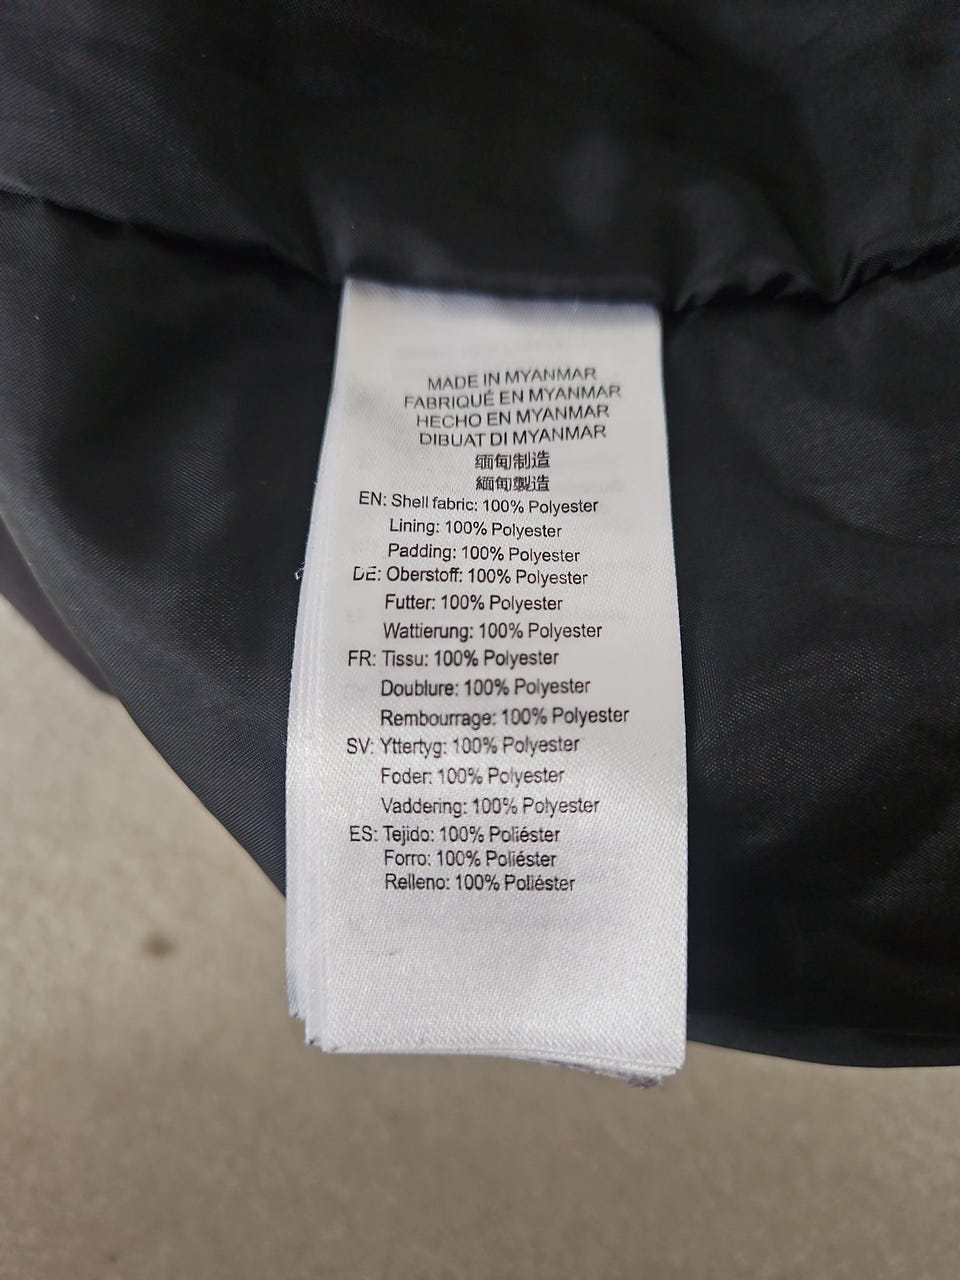 MADE IN MYANMAR
FABRIQUÉ EN MYANMAR
HECHO EN MYANMAR
DIBUAT DI MYANMAR
缅甸制造
緬甸製造
EN: Shell fabric: 100% Polyester
Lining: 100% Polyester
Padding: 100% Polyester
DE: Oberstoff: 100% Polyester
Futter: 100% Polyester
Wattierung: 100% Polyester
FR: Tissu: 100% Polyester
Doublure: 100% Polyester
Rembourrage: 100% Polyester
SV: Yttertyg: 100% Polyester
Foder: 100% Polyester
Vaddering: 100% Polyester
ES: Tejido: 100% Poliéster
Forro: 100% Poliéster
Relleno: 100% Poliéster